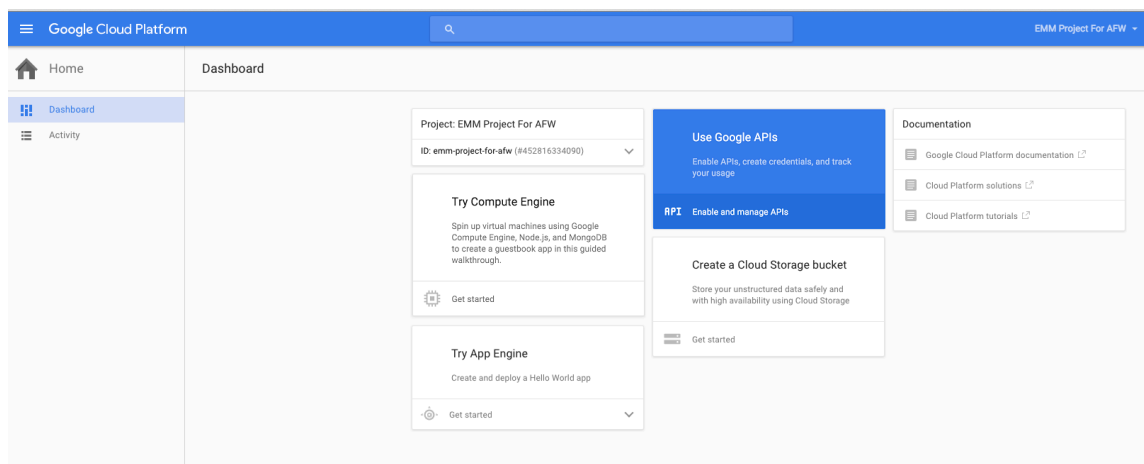 Google Cloud Platform
EMM Project For AFW
Home
Dashboard
Dashboard
Activity
Project: EMM Project For AFW
ID: emm-project-for-afw (#452816334090)
Try Compute Engine
Spin up virtual machines using Google
Compute Engine, Node.js, and MongoDB
to create a guestbook app in this guided
walkthrough.
Get started
Try App Engine
Create and deploy a Hello World app
Get started
Use Google APIs
Enable APIs, create credentials, and track
your usage
API Enable and manage APIs
Create a Cloud Storage bucket
Store your unstructured data safely and
with high availability using Cloud Storage
Get started
Documentation
Google Cloud Platform documentation
Cloud Platform solutions
Cloud Platform tutorials